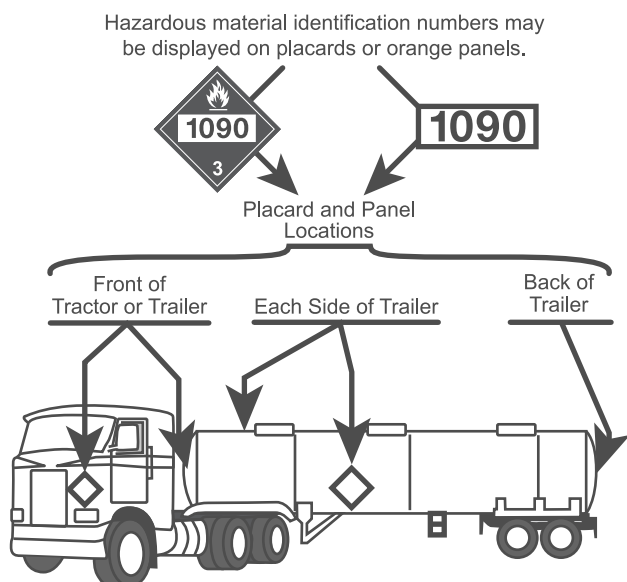 Hazardous material identification numbers may
be displayed on placards or orange panels.
1090
3
1090
Placard and Panel
Locations
Front of
Tractor or Trailer
Each Side of Trailer
Back of
Trailer